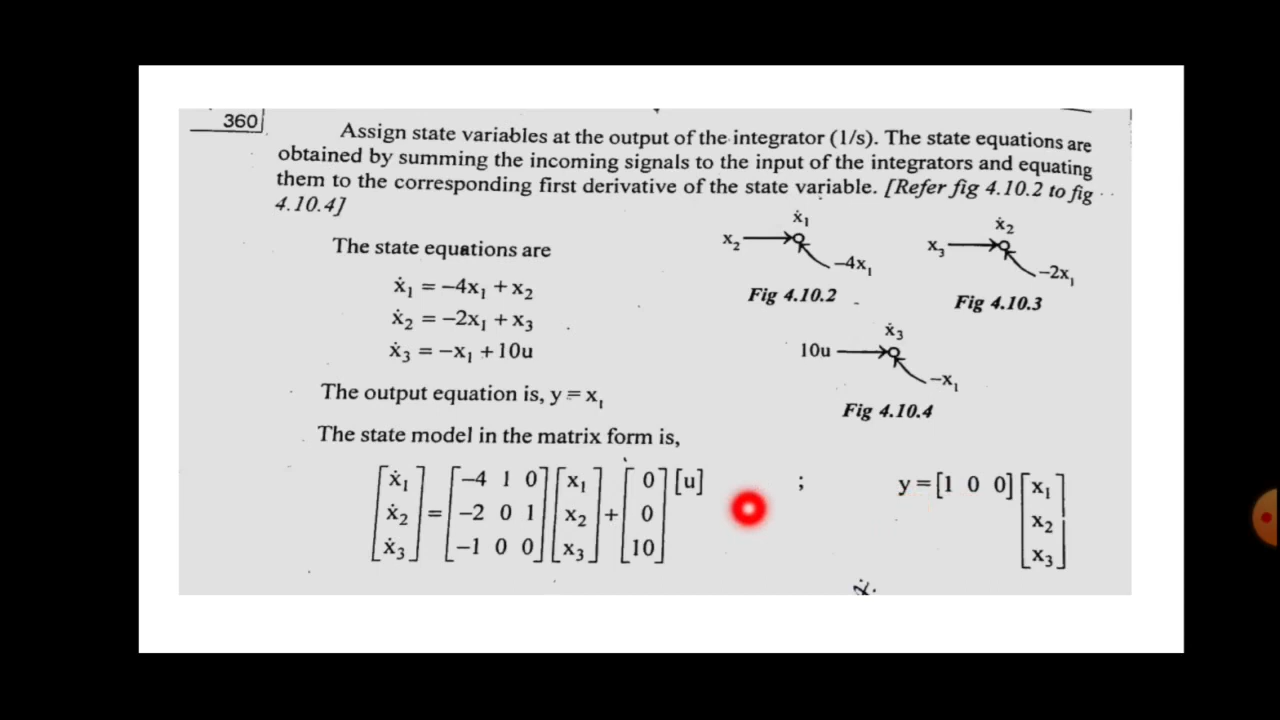 360
Assign state variables at the output of the integrator (1/s). The state equations are
obtained by summing the incoming signals to the input of the integrators and equating
them to the corresponding first derivative of the state variable. [Refer fig 4.10.2 to fig
4.10.4]
The state equations are
ẋ₁ = −4x₁ + x₂
ẋ₂ = −2x₁ + x₃
ẋ₃ = −x₁ + 10u
ẋ₁
x₂
−4x₁
Fig 4.10.2
ẋ₂
x₃
−2x₁
Fig 4.10.3
ẋ₃
10u
−x₁
Fig 4.10.4
The output equation is, y = x₁
The state model in the matrix form is,
[ẋ₁] [−4 1 0] [x₁] [0] [u] ; y = [1 0 0] [x₁]
[ẋ₂] = [−2 0 1] [x₂] + [0] [x₂]
[ẋ₃] [−1 0 0] [x₃] [10] [x₃]